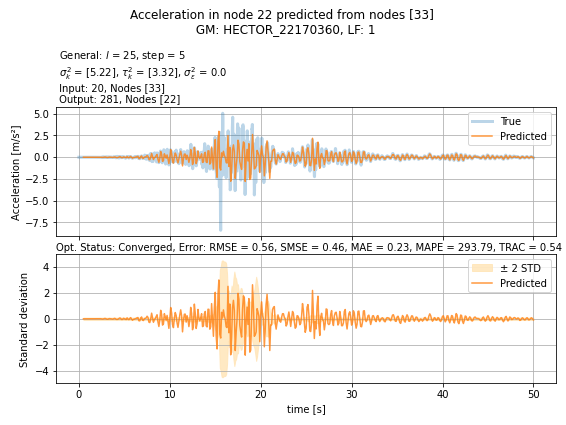 Acceleration in node 22 predicted from nodes [33]
GM: HECTOR_22170360, LF: 1
General: l = 25, step = 5
σ²ₖ = [5.22], τ²ₖ = [3.32], σ²ₑ = 0.0
Input: 20, Nodes [33]
Output: 281, Nodes [22]
5.0
2.5
0.0
−2.5
−5.0
−7.5
Acceleration [m/s²]
True
Predicted
Opt. Status: Converged, Error: RMSE = 0.56, SMSE = 0.46, MAE = 0.23, MAPE = 293.79, TRAC = 0.54
4
2
0
−2
−4
Standard deviation
± 2 STD
Predicted
0 10 20 30 40 50
time [s]